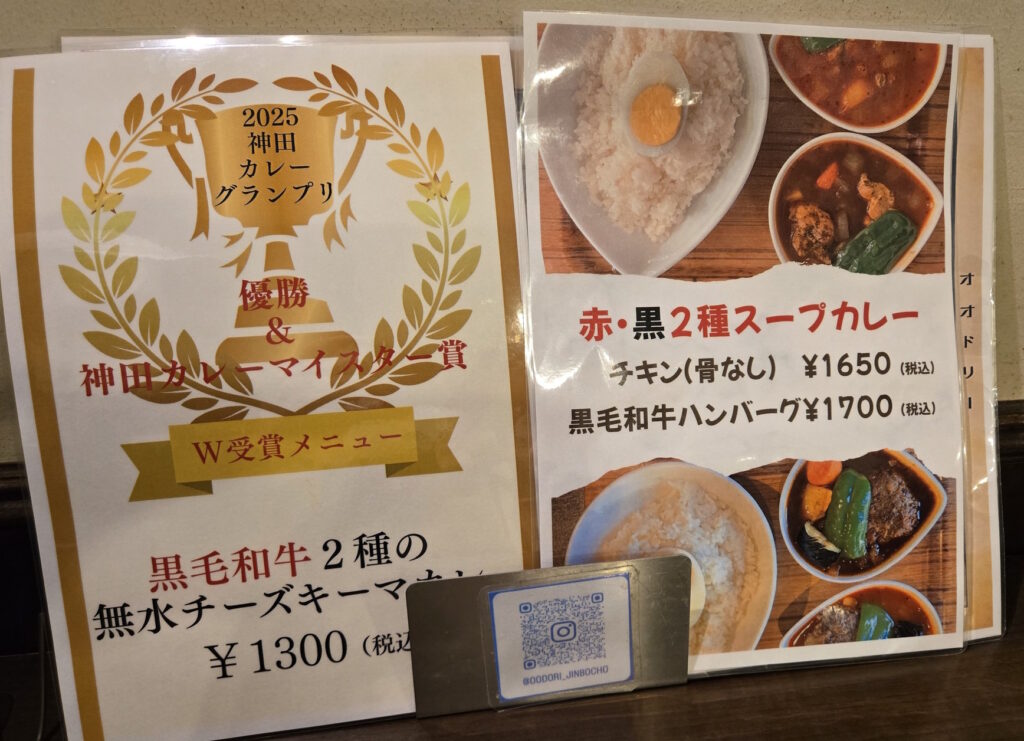 2025
神田
カレー
グランプリ
優勝
&
神田カレーマイスター賞
W受賞メニュー
黒毛和牛２種の
無水チーズキーマカレ
￥1300（税込
赤・黒２種スープカレー
チキン(骨なし) ¥1650 (税込)
黒毛和牛ハンバーグ¥1700 (税込)
オオドリー
@OODORI_JINBOCHO